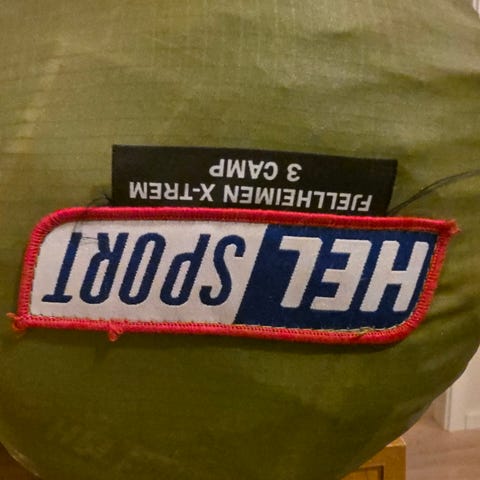 HELSPORT
FJELLHEIMEN X-TREM
3 CAMP